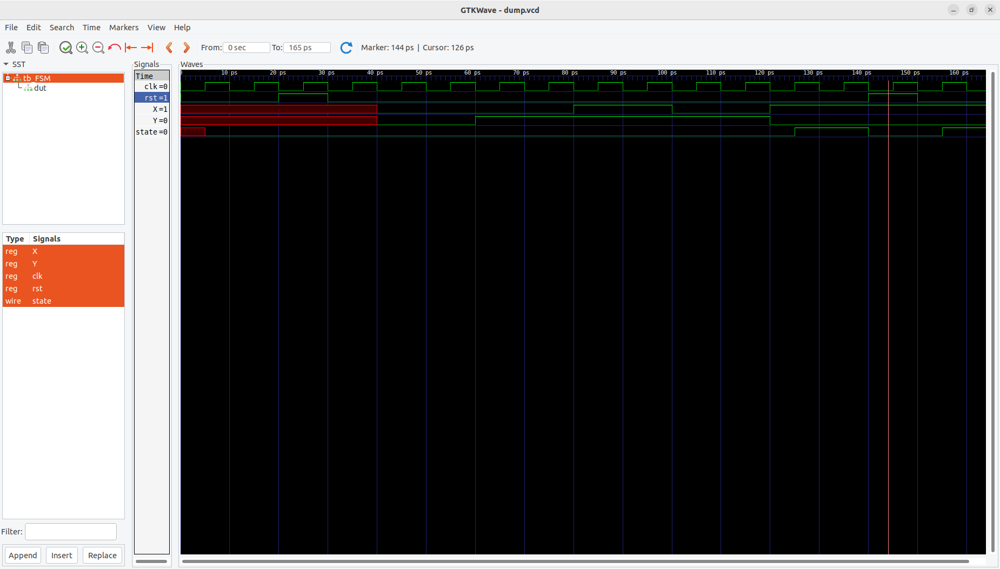 GTKWave - dump.vcd
File Edit Search Time Markers View Help
From: 0 sec To: 165 ps Marker: 144 ps | Cursor: 126 ps
SST
tb_FSM
dut
Type Signals
reg X
reg Y
reg clk
reg rst
wire state
Filter:
Append Insert Replace
Signals
Time
clk=0
rst=1
X=1
Y=0
state=0
Waves
0 10 ps 20 ps 30 ps 40 ps 50 ps 60 ps 70 ps 80 ps 90 ps 100 ps 110 ps 120 ps 130 ps 140 ps 150 ps 160 ps